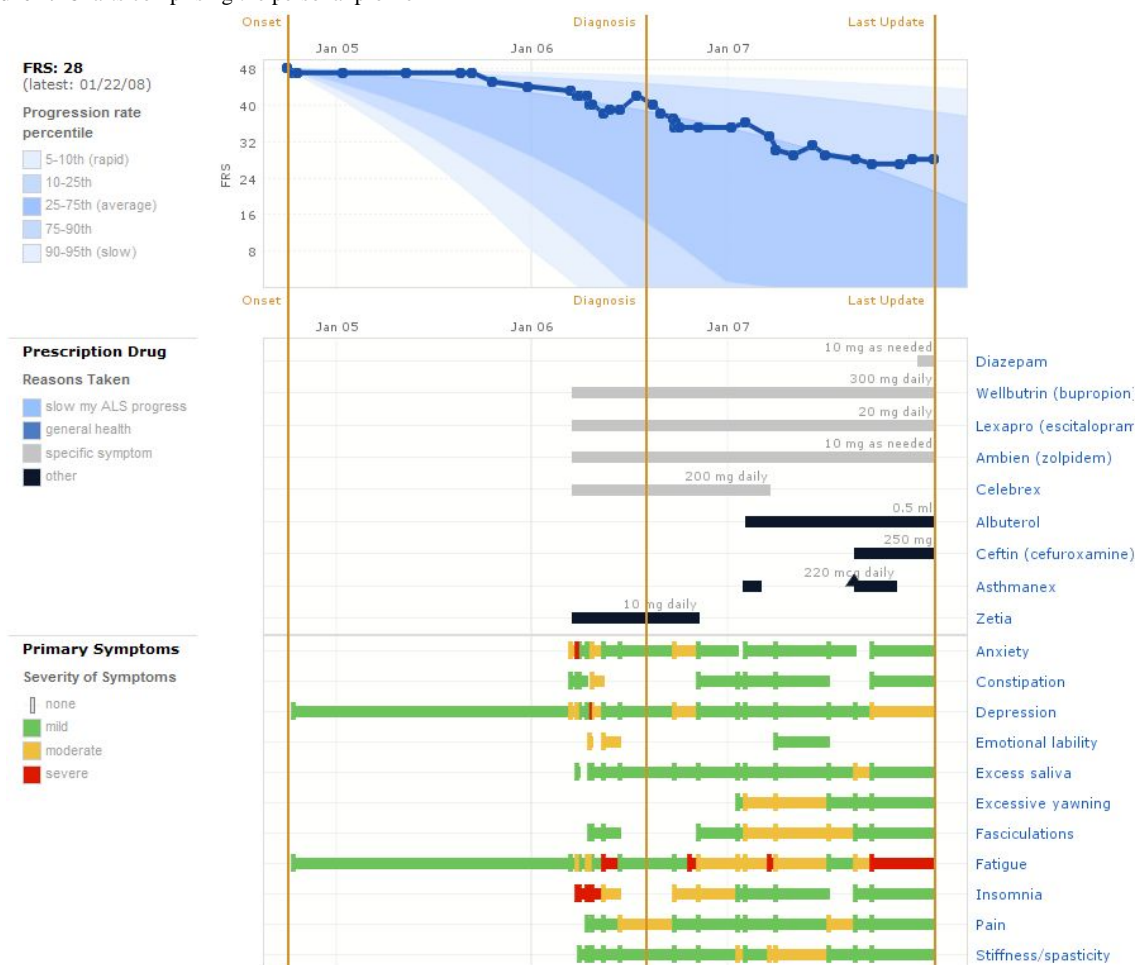 Onset Diagnosis Last Update
Jan 05 Jan 06 Jan 07
FRS: 28
(latest: 01/22/08)
Progression rate
percentile
5-10th (rapid)
10-25th
25-75th (average)
75-90th
90-95th (slow)
FRS
48
40
32
24
16
8
Onset Diagnosis Last Update
Jan 05 Jan 06 Jan 07
Prescription Drug
Reasons Taken
slow my ALS progress
general health
specific symptom
other
10 mg as needed
Diazepam
300 mg daily
Wellbutrin (bupropion)
20 mg daily
Lexapro (escitalopram
10 mg as needed
Ambien (zolpidem)
200 mg daily
Celebrex
0.5 ml
Albuterol
250 mg
Ceftin (cefuroxamine)
220 mcg daily
Asthmanex
10 mg daily
Zetia
Primary Symptoms
Severity of Symptoms
none
mild
moderate
severe
Anxiety
Constipation
Depression
Emotional lability
Excess saliva
Excessive yawning
Fasciculations
Fatigue
Insomnia
Pain
Stiffness/spasticity